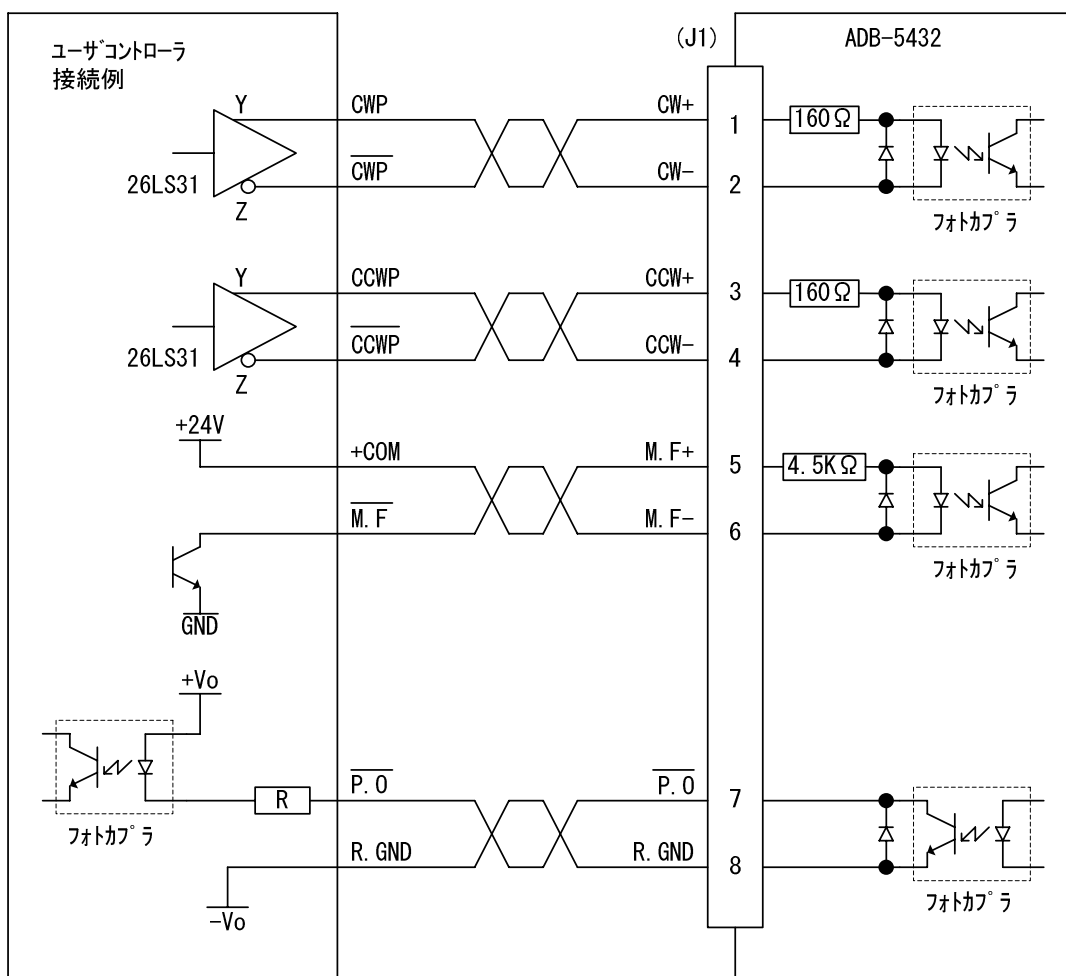 ユーザコントローラ
接続例
(J1)
ADB-5432
Y
CWP
CW+
1
160Ω
26LS31
Z
C̅W̅P̅
CW-
2
フォトカプラ
Y
CCWP
CCW+
3
160Ω
26LS31
Z
C̅C̅W̅P̅
CCW-
4
フォトカプラ
+24V
+COM
M.F+
5
4.5KΩ
M̅.̅F̅
M.F-
6
フォトカプラ
GND
+Vo
R
P̅.̅O̅
P̅.̅O̅
7
フォトカプラ
R.GND
R.GND
8
フォトカプラ
-Vo